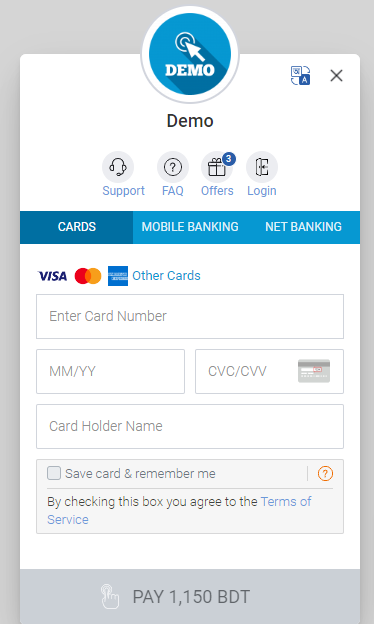 DEMO
Demo
3
Support FAQ Offers Login
CARDS MOBILE BANKING NET BANKING
VISA Other Cards
Enter Card Number
MM/YY CVC/CVV
Card Holder Name
Save card & remember me ?
By checking this box you agree to the Terms of
Service
PAY 1,150 BDT